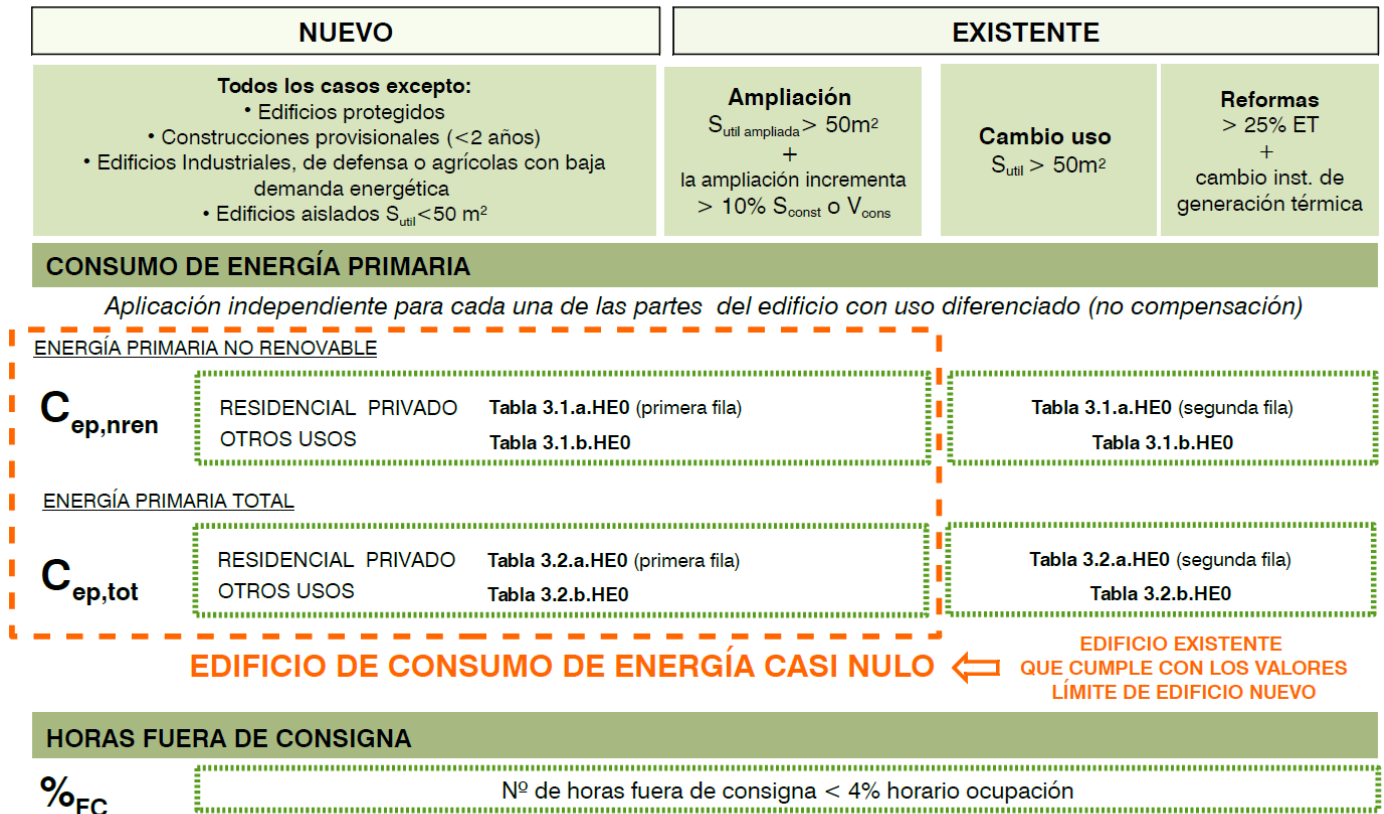 NUEVO
EXISTENTE
Todos los casos excepto:
• Edificios protegidos
• Construcciones provisionales (<2 años)
• Edificios Industriales, de defensa o agrícolas con baja
demanda energética
• Edificios aislados Sutil<50 m²
Ampliación
Sutil ampliada> 50m²
+
la ampliación incrementa
> 10% Sconst o Vcons
Cambio uso
Sutil > 50m²
Reformas
> 25% ET
+
cambio inst. de
generación térmica
CONSUMO DE ENERGÍA PRIMARIA
Aplicación independiente para cada una de las partes del edificio con uso diferenciado (no compensación)
ENERGÍA PRIMARIA NO RENOVABLE
Cep,nren
RESIDENCIAL PRIVADO Tabla 3.1.a.HE0 (primera fila)
OTROS USOS Tabla 3.1.b.HE0
Tabla 3.1.a.HE0 (segunda fila)
Tabla 3.1.b.HE0
ENERGÍA PRIMARIA TOTAL
Cep,tot
RESIDENCIAL PRIVADO Tabla 3.2.a.HE0 (primera fila)
OTROS USOS Tabla 3.2.b.HE0
Tabla 3.2.a.HE0 (segunda fila)
Tabla 3.2.b.HE0
EDIFICIO DE CONSUMO DE ENERGÍA CASI NULO
EDIFICIO EXISTENTE
QUE CUMPLE CON LOS VALORES
LÍMITE DE EDIFICIO NUEVO
HORAS FUERA DE CONSIGNA
%FC
Nº de horas fuera de consigna < 4% horario ocupación